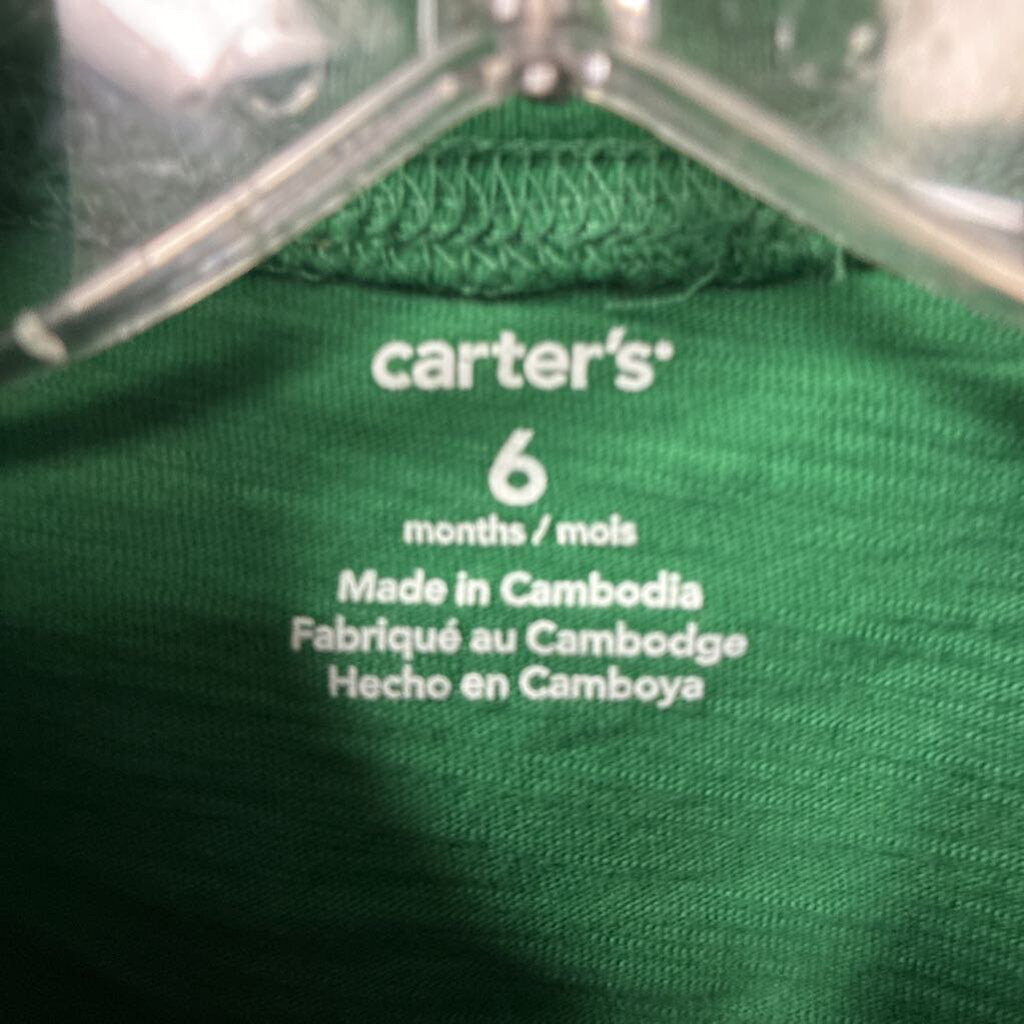 carter's
6
months / mois
Made in Cambodia
Fabriqué au Cambodge
Hecho en Camboya